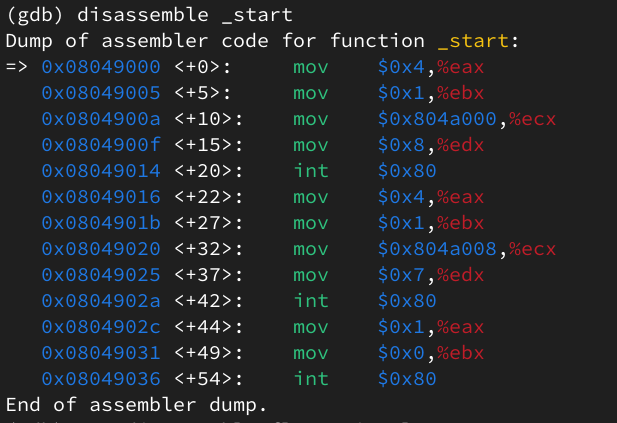 (gdb) disassemble _start
Dump of assembler code for function _start:
=> 0x08049000 <+0>:     mov    $0x4,%eax
   0x08049005 <+5>:     mov    $0x1,%ebx
   0x0804900a <+10>:    mov    $0x804a000,%ecx
   0x0804900f <+15>:    mov    $0x8,%edx
   0x08049014 <+20>:    int    $0x80
   0x08049016 <+22>:    mov    $0x4,%eax
   0x0804901b <+27>:    mov    $0x1,%ebx
   0x08049020 <+32>:    mov    $0x804a008,%ecx
   0x08049025 <+37>:    mov    $0x7,%edx
   0x0804902a <+42>:    int    $0x80
   0x0804902c <+44>:    mov    $0x1,%eax
   0x08049031 <+49>:    mov    $0x0,%ebx
   0x08049036 <+54>:    int    $0x80
End of assembler dump.